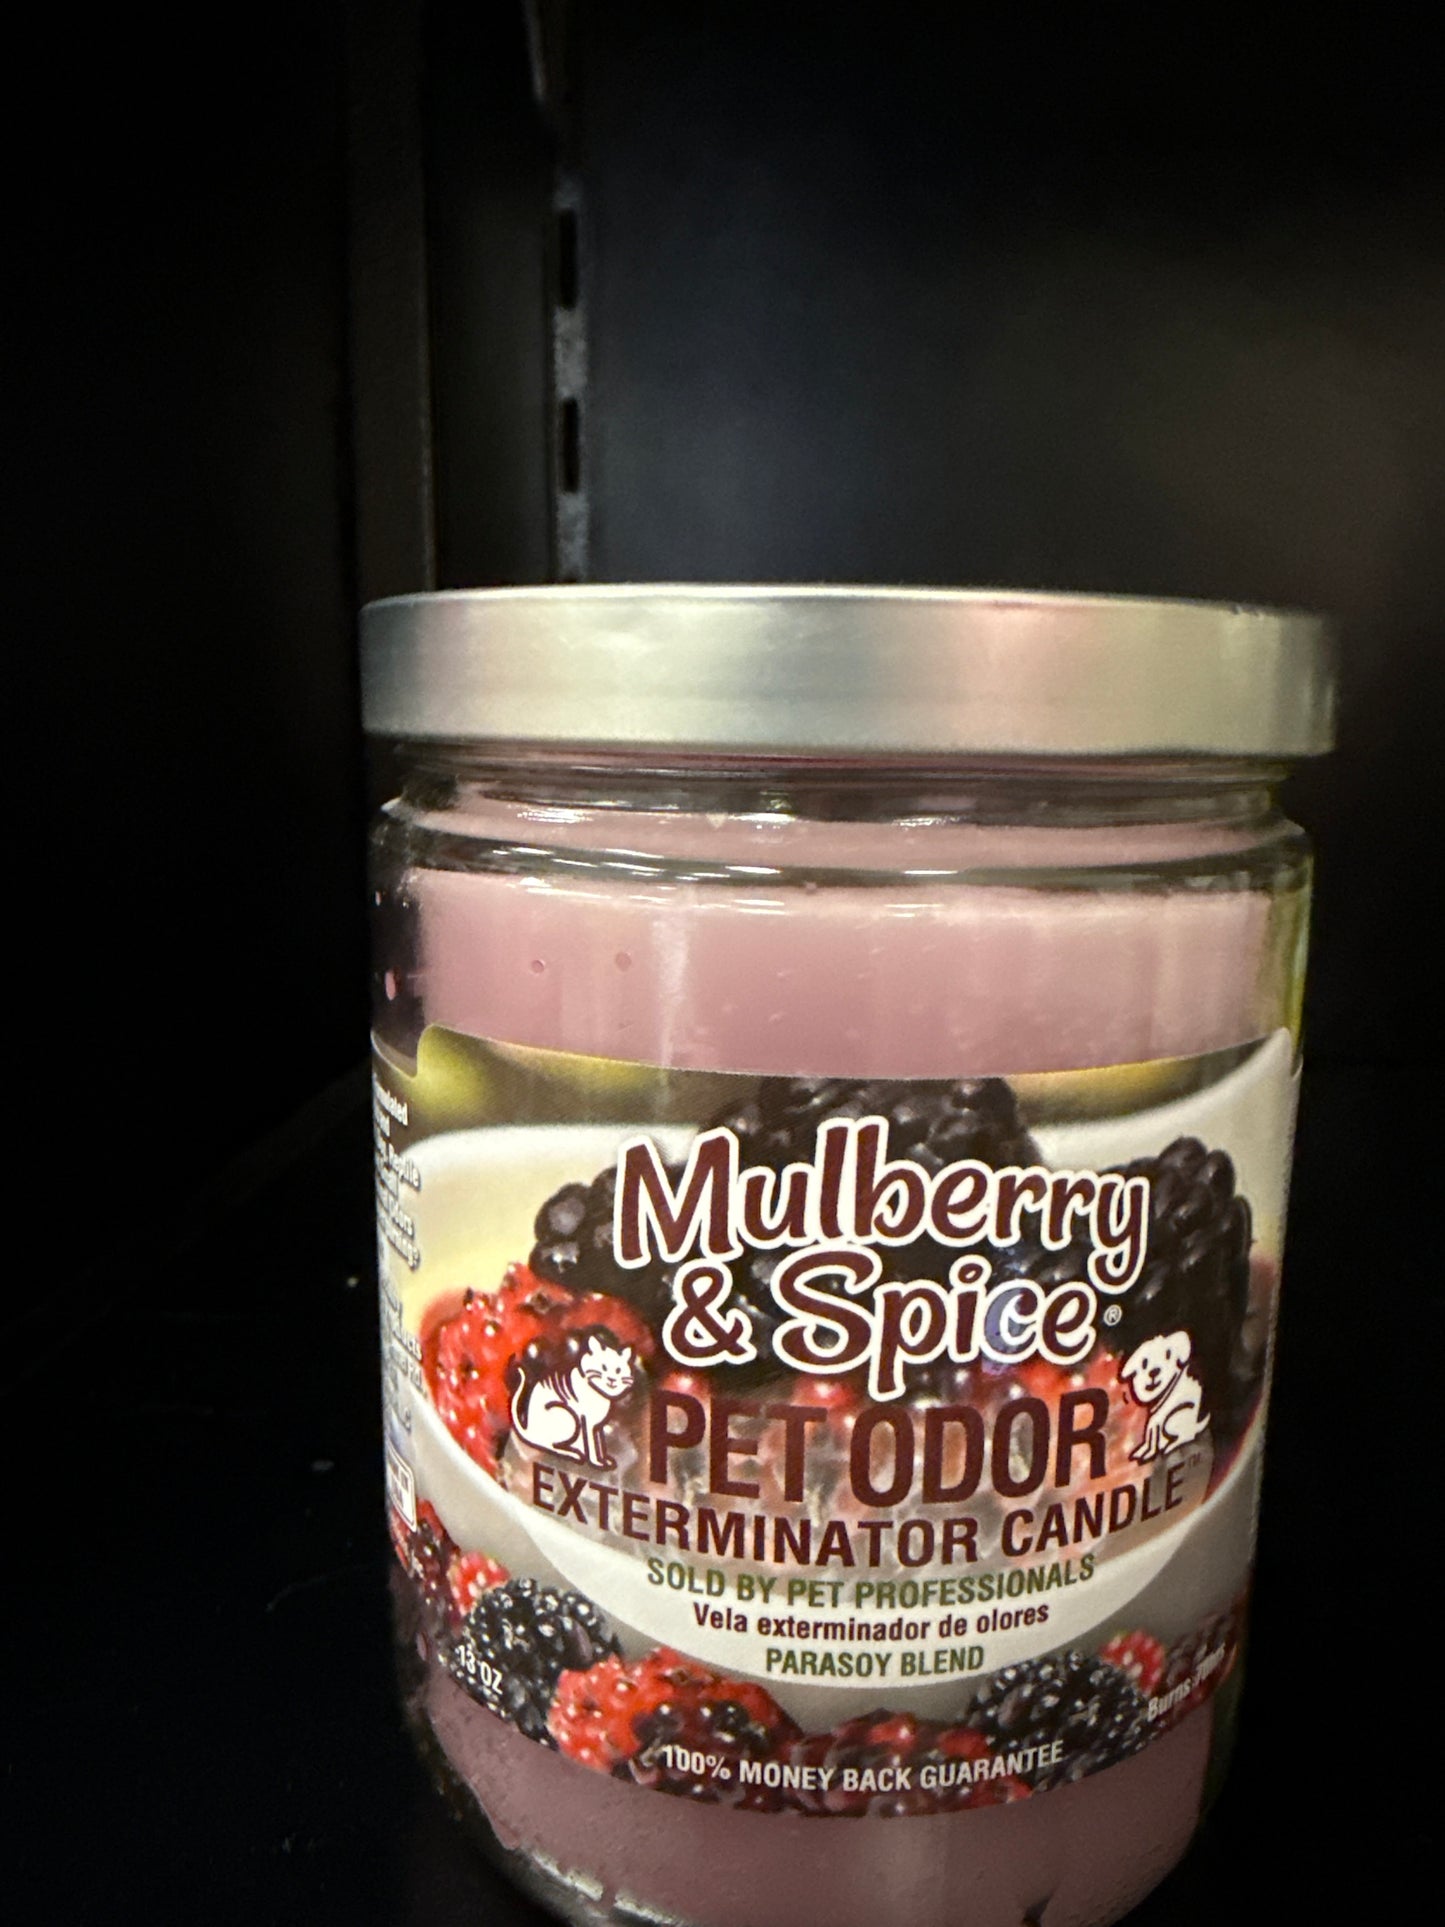 Mulberry
& Spice®
PET ODOR
EXTERMINATOR CANDLE™
SOLD BY PET PROFESSIONALS
Vela exterminador de olores
PARASOY BLEND
13 OZ
Burns
100% MONEY BACK GUARANTEE